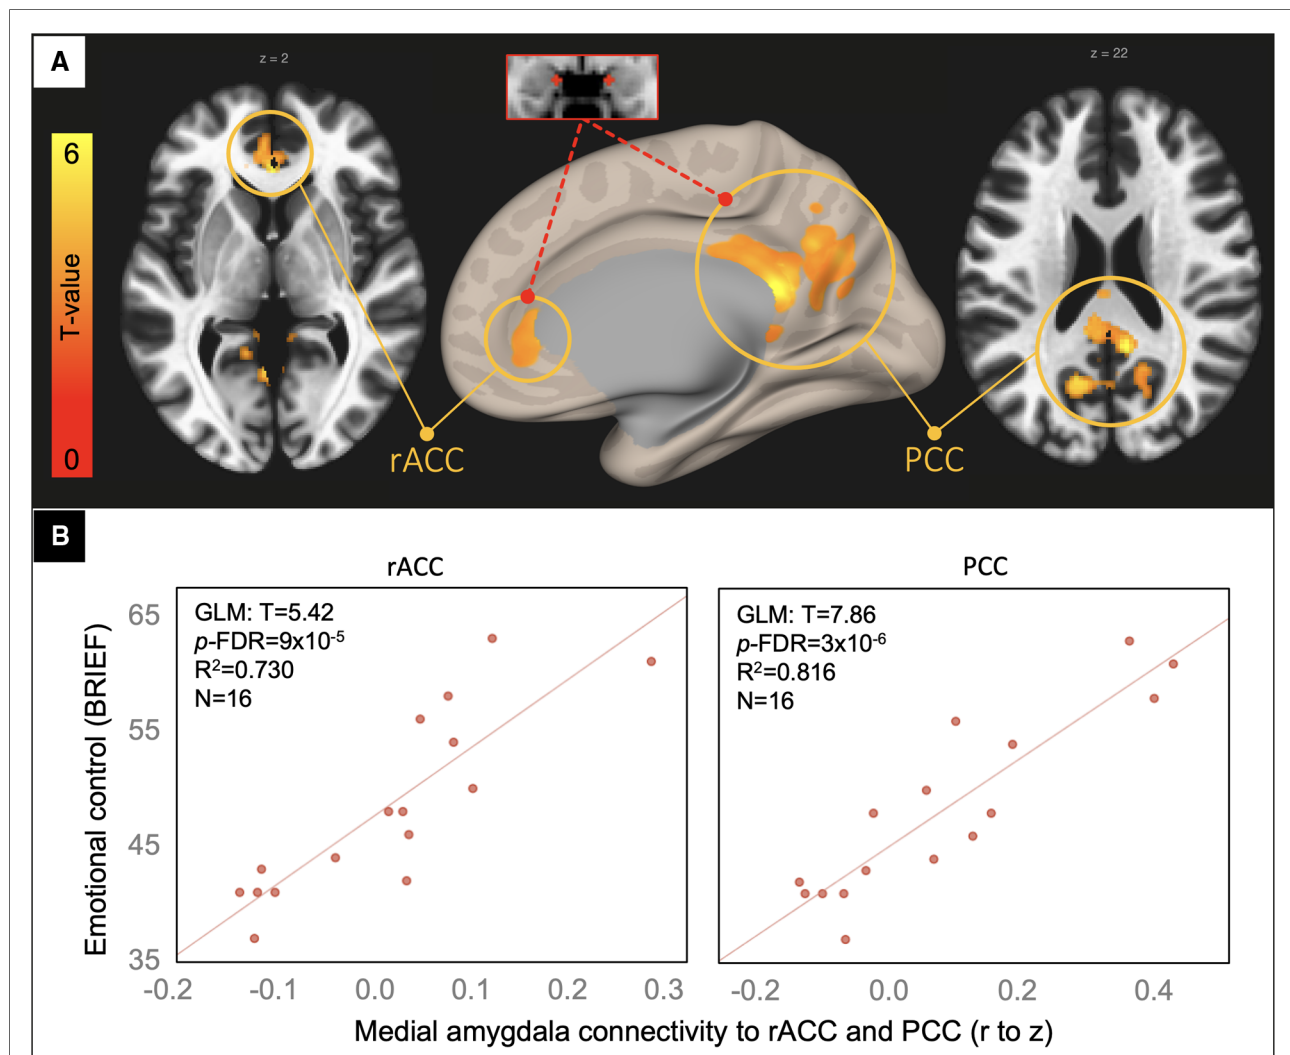 A
z = 2
z = 22
6
T-value
0
rACC
PCC
B
rACC
GLM: T=5.42
p-FDR=9x10-5
R2=0.730
N=16
PCC
GLM: T=7.86
p-FDR=3x10-6
R2=0.816
N=16
Emotional control (BRIEF)
65
55
45
35
-0.2 -0.1 0.0 0.1 0.2 0.3
-0.2 0.0 0.2 0.4
Medial amygdala connectivity to rACC and PCC (r to z)